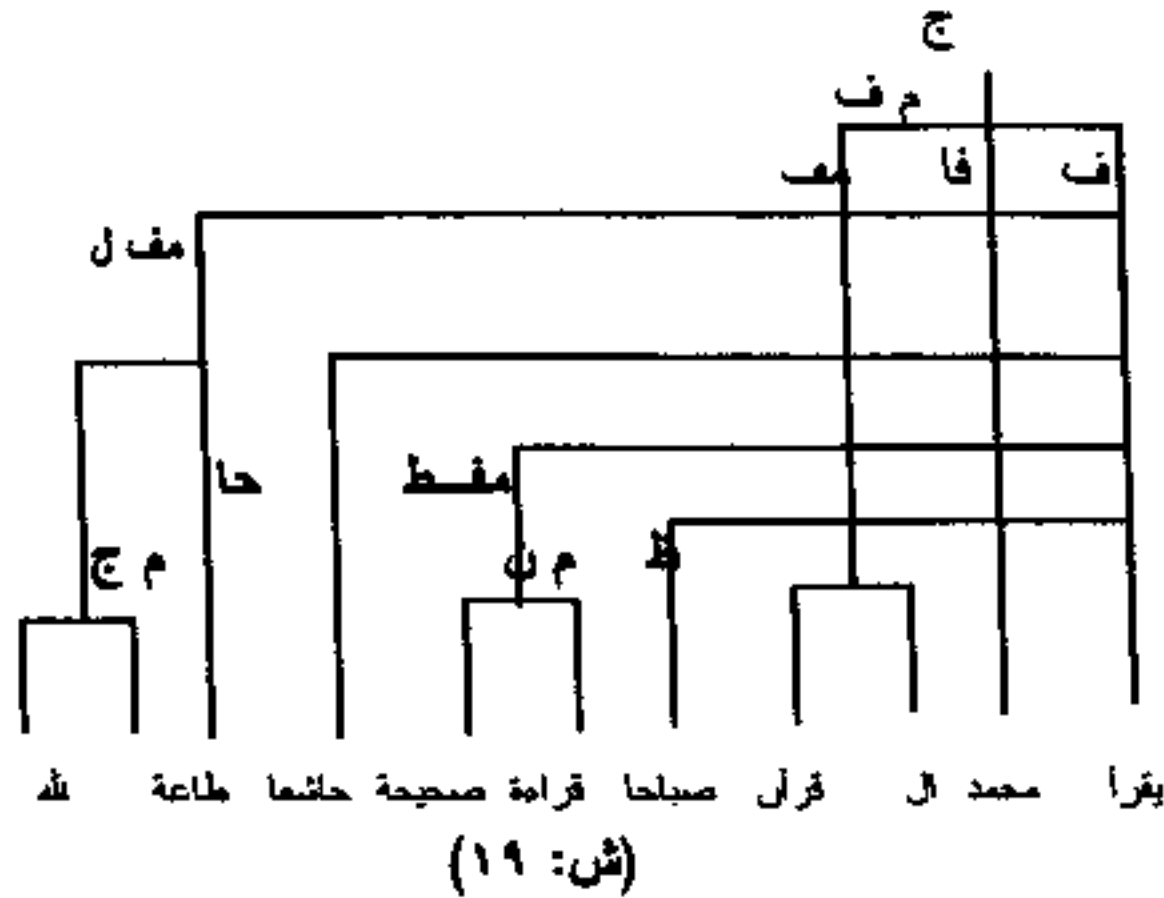 ج
م ف
ف فا مف
مف ل
حا مفـط
ظ م ن م ج
يقرأ محمد ال قرآن صباحا قراءة صحيحة خاشعا طاعة لله
(ش: ١٩)